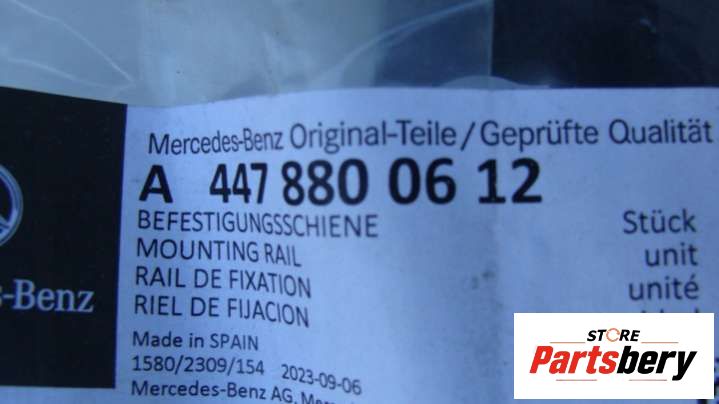 Mercedes-Benz Original-Teile/Geprüfte Qualität
A 447 880 06 12
BEFESTIGUNGSSCHIENE Stück
MOUNTING RAIL unit
RAIL DE FIXATION unité
RIEL DE FIJACION
s-Benz
Made in SPAIN
1580/2309/154 2023-09-06
Mercedes-Benz AG,
STORE
Partsbery